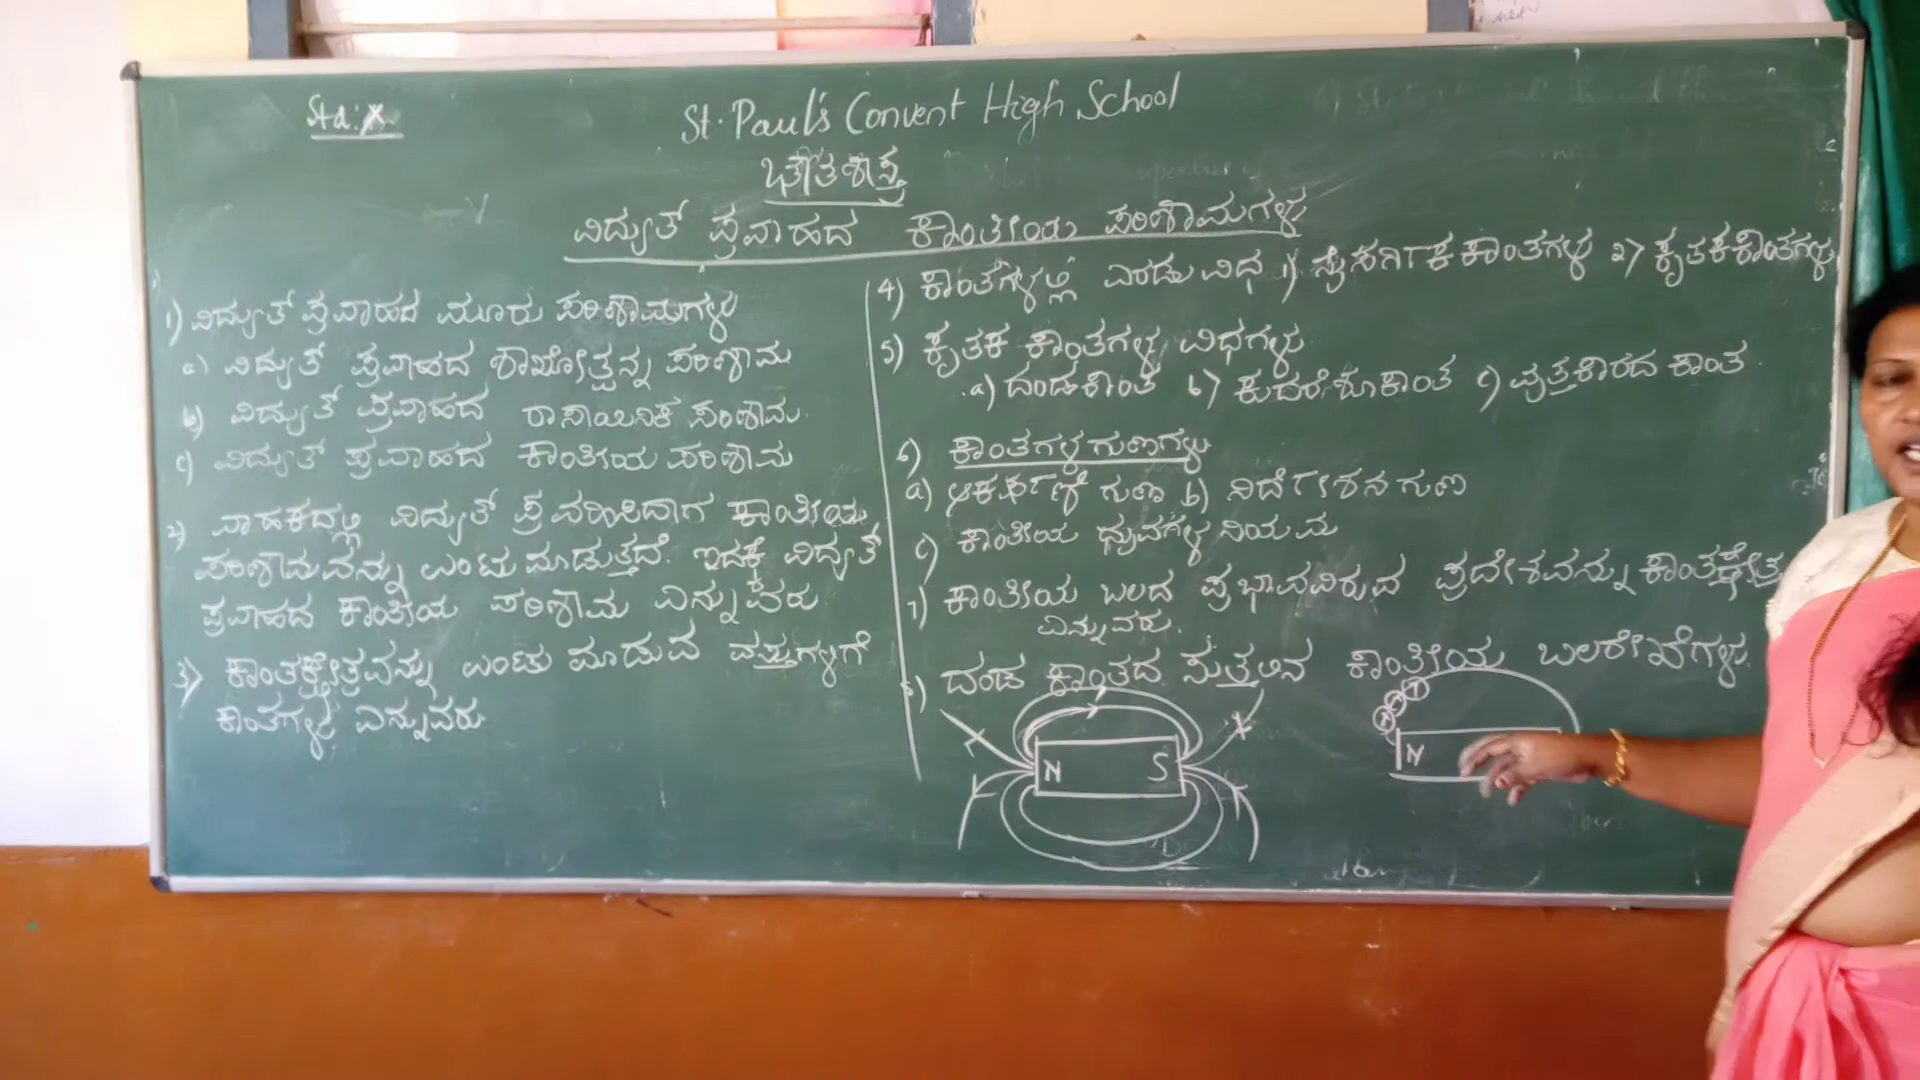 Std: X
St. Paul's Convent High School
ಭೌತಶಾಸ್ತ್ರ
ವಿದ್ಯುತ್ ಪ್ರವಾಹದ ಕಾಂತೀಯ ಪರಿಣಾಮಗಳು
1) ವಿದ್ಯುತ್ ಪ್ರವಾಹದ ಮೂರು ಪರಿಣಾಮಗಳು
a) ವಿದ್ಯುತ್ ಪ್ರವಾಹದ ಶಾಖೋತ್ಪನ್ನ ಪರಿಣಾಮ
b) ವಿದ್ಯುತ್ ಪ್ರವಾಹದ ರಾಸಾಯನಿಕ ಪರಿಣಾಮ.
c) ವಿದ್ಯುತ್ ಪ್ರವಾಹದ ಕಾಂತೀಯ ಪರಿಣಾಮ
2) ವಾಹಕದಲ್ಲಿ ವಿದ್ಯುತ್ ಪ್ರವಹಿಸಿದಾಗ ಕಾಂತೀಯ
ಪರಿಣಾಮವನ್ನು ಎಂಟು ಮಾಡುತ್ತದೆ. ಇದಕ್ಕೆ ವಿದ್ಯುತ್
ಪ್ರವಾಹದ ಕಾಂತೀಯ ಪರಿಣಾಮ ಎನ್ನುವರು
3) ಕಾಂತಕ್ಷೇತ್ರವನ್ನು ಎಂಟು ಮಾಡುವ ವಸ್ತುಗಳಿಗೆ
ಕಾಂತಗಳು ಎನ್ನುವರು
4) ಕಾಂತಗಳಲ್ಲಿ ಎರಡು ವಿಧ 1) ನೈಸರ್ಗಿಕ ಕಾಂತಗಳು 2) ಕೃತಕ ಕಾಂತಗಳು
5) ಕೃತಕ ಕಾಂತಗಳ ವಿಧಗಳು
a) ದಂಡಕಾಂತ b) ಕುದುರೆ ಕಾಂತ c) ವೃತ್ತಾಕಾರದ ಕಾಂತ
6) ಕಾಂತಗಳ ಗುಣಗಳು
a) ಆಕರ್ಷಣೆ ಗುಣ b) ನಿರ್ದೇಶನ ಗುಣ
c) ಕಾಂತೀಯ ಧ್ರುವಗಳ ನಿಯಮ
7) ಕಾಂತೀಯ ಬಲದ ಪ್ರಭಾವವಿರುವ ಪ್ರದೇಶವನ್ನು ಕಾಂತಕ್ಷೇತ್ರ
ಎನ್ನುವರು.
8) ದಂಡ ಕಾಂತದ ಸುತ್ತಲಿನ ಕಾಂತೀಯ ಬಲರೇಖೆಗಳು
N S
N